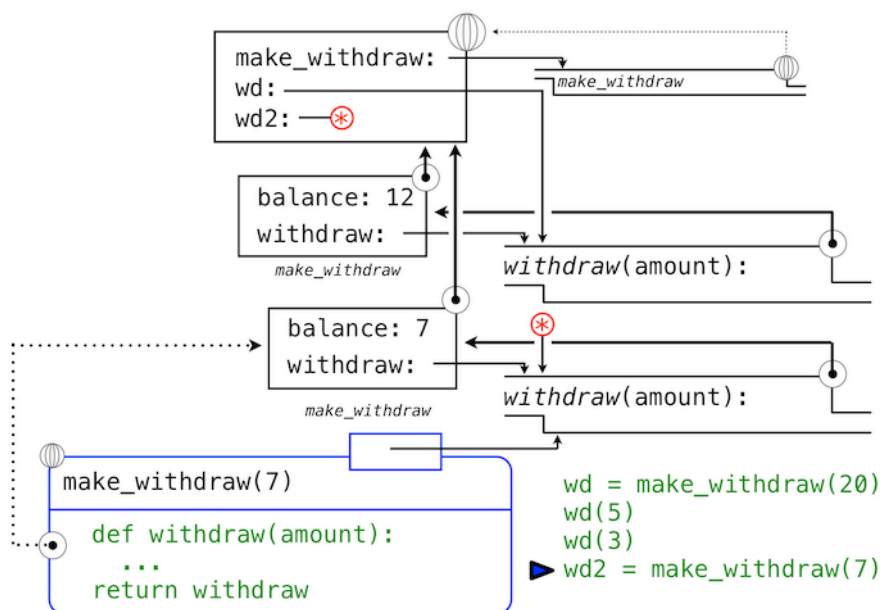 make_withdraw:
make_withdraw
wd:
wd2:
balance: 12
withdraw:
make_withdraw
withdraw(amount):
balance: 7
withdraw:
make_withdraw
withdraw(amount):
make_withdraw(7)
def withdraw(amount):
...
return withdraw
wd = make_withdraw(20)
wd(5)
wd(3)
wd2 = make_withdraw(7)